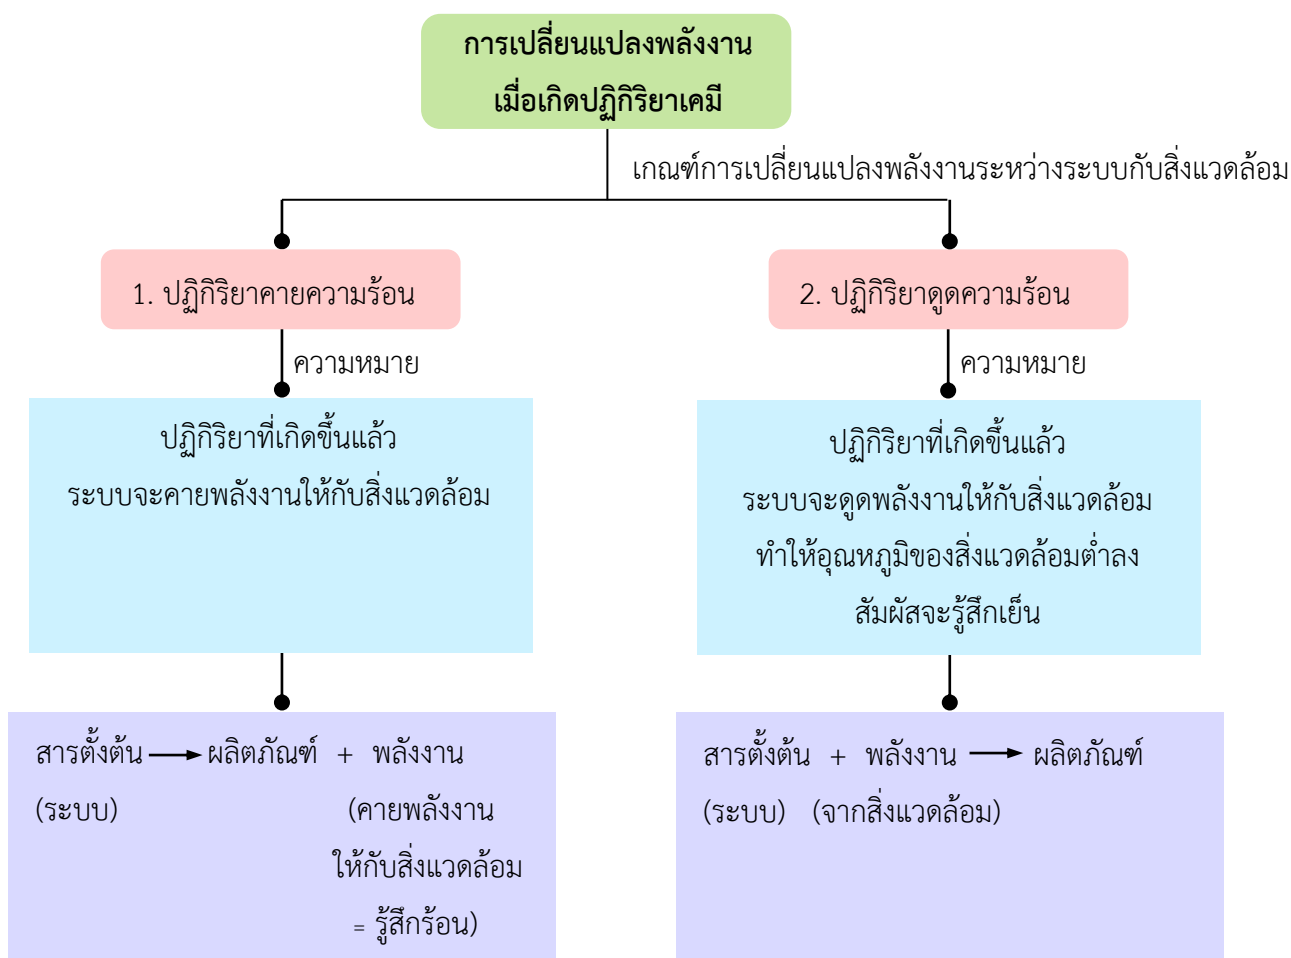 การเปลี่ยนแปลงพลังงาน
เมื่อเกิดปฏิกิริยาเคมี
เกณฑ์การเปลี่ยนแปลงพลังงานระหว่างระบบกับสิ่งแวดล้อม
1. ปฏิกิริยาคายความร้อน
ความหมาย
ปฏิกิริยาที่เกิดขึ้นแล้ว
ระบบจะคายพลังงานให้กับสิ่งแวดล้อม
สารตั้งต้น → ผลิตภัณฑ์ + พลังงาน
(ระบบ) (คายพลังงาน
ให้กับสิ่งแวดล้อม
= รู้สึกร้อน)
2. ปฏิกิริยาดูดความร้อน
ความหมาย
ปฏิกิริยาที่เกิดขึ้นแล้ว
ระบบจะดูดพลังงานให้กับสิ่งแวดล้อม
ทำให้อุณหภูมิของสิ่งแวดล้อมต่ำลง
สัมผัสจะรู้สึกเย็น
สารตั้งต้น + พลังงาน → ผลิตภัณฑ์
(ระบบ) (จากสิ่งแวดล้อม)